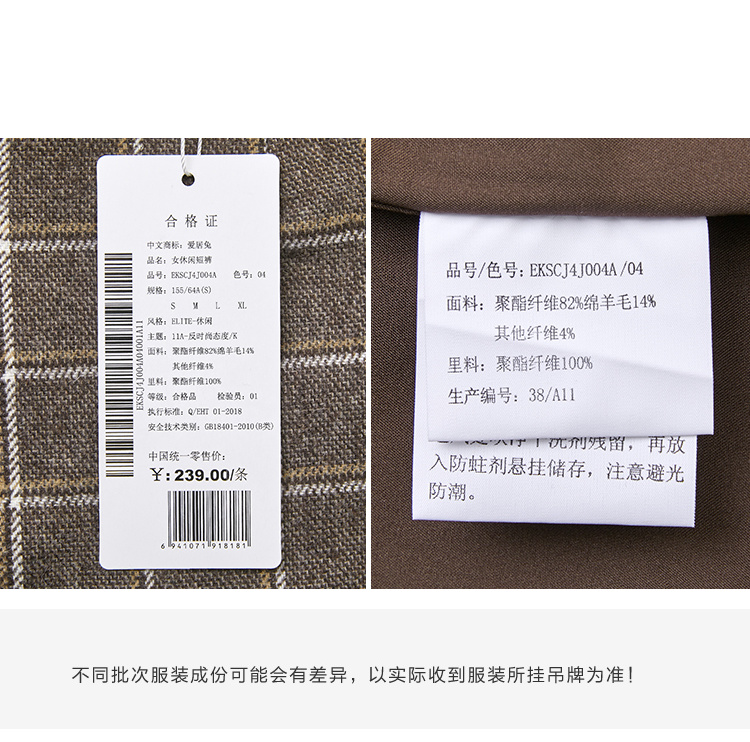 合格证
中文商标：爱居兔
品名：女休闲短裤
品号：EKSCJ4J004A 色号：04
规格：155/64A(S)
S M L XL
风格：ELITE-休闲
主题：11A-反时尚态度/K
面料：聚酯纤维82%绵羊毛14%
其他纤维4%
里料：聚酯纤维100%
等级：合格品 检验员：01
执行标准：Q/EHT 01-2018
安全技术类别：GB18401-2010(B类)
中国统一零售价：
¥：239.00/条
6 941071 918181
EKSCJ4J004A04001A11
品号/色号：EKSCJ4J004A/04
面料：聚酯纤维82%绵羊毛14%
其他纤维4%
里料：聚酯纤维100%
生产编号：38/A11
干洗剂残留，再放
入防蛀剂悬挂储存，注意避光
防潮。
不同批次服装成份可能会有差异，以实际收到服装所挂吊牌为准！